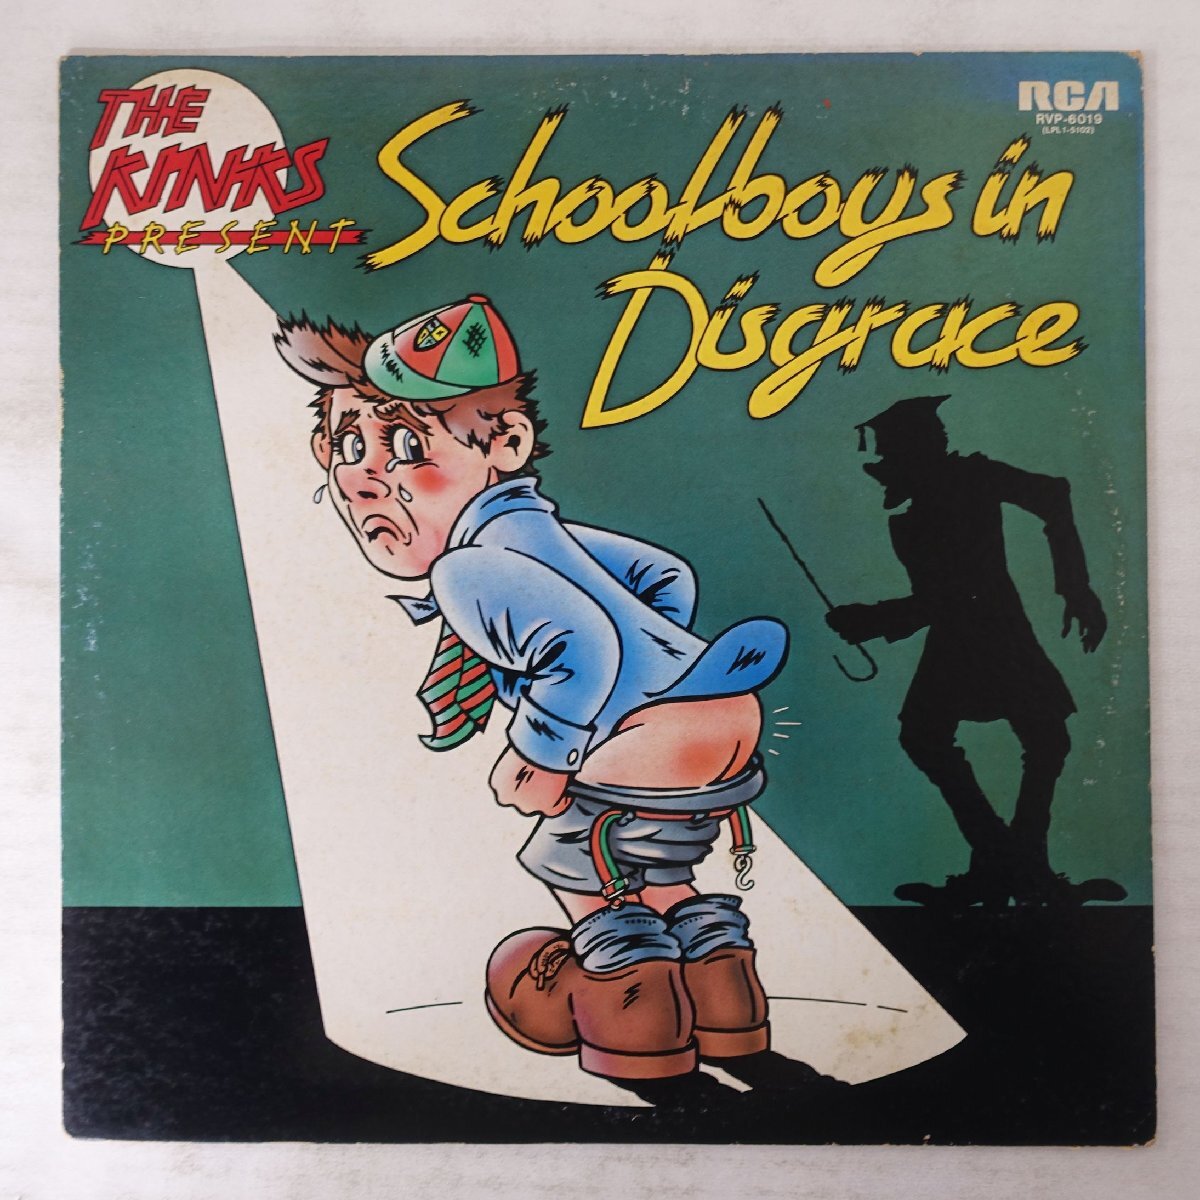 THE
KINKS
PRESENT
Schoolboys in
Disgrace
RCA
RVP-6019
(LPL1-5102)